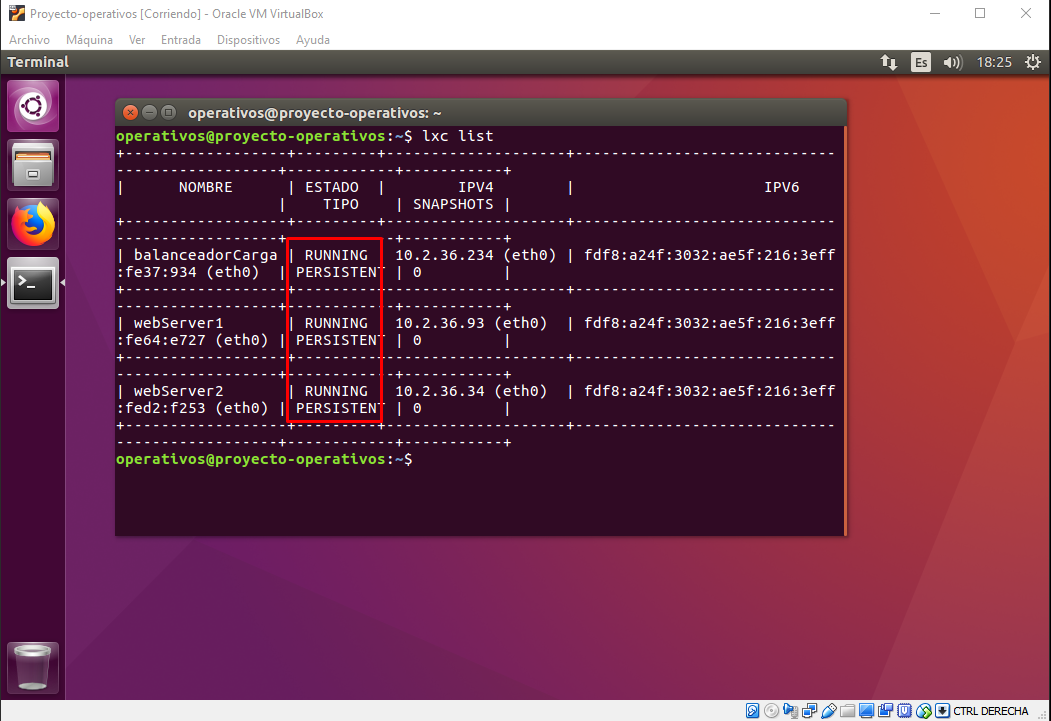 Proyecto-operativos [Corriendo] - Oracle VM VirtualBox
Archivo Máquina Ver Entrada Dispositivos Ayuda
Terminal Es 18:25
operativos@proyecto-operativos: ~
operativos@proyecto-operativos:~$ lxc list
+------------------+---------+--------------------+-----------------------------
------------------+------------+-----------+
| NOMBRE | ESTADO | IPV4 | IPV6
| TIPO | SNAPSHOTS |
+------------------+---------+--------------------+-----------------------------
------------------+------------+-----------+
| balanceadorCarga | RUNNING | 10.2.36.234 (eth0) | fdf8:a24f:3032:ae5f:216:3eff
:fe37:934 (eth0) | PERSISTENT | 0 |
+------------------+---------+--------------------+-----------------------------
------------------+------------+-----------+
| webServer1 | RUNNING | 10.2.36.93 (eth0) | fdf8:a24f:3032:ae5f:216:3eff
:fe64:e727 (eth0) | PERSISTENT | 0 |
+------------------+---------+--------------------+-----------------------------
------------------+------------+-----------+
| webServer2 | RUNNING | 10.2.36.34 (eth0) | fdf8:a24f:3032:ae5f:216:3eff
:fed2:f253 (eth0) | PERSISTENT | 0 |
+------------------+---------+--------------------+-----------------------------
------------------+------------+-----------+
operativos@proyecto-operativos:~$
CTRL DERECHA